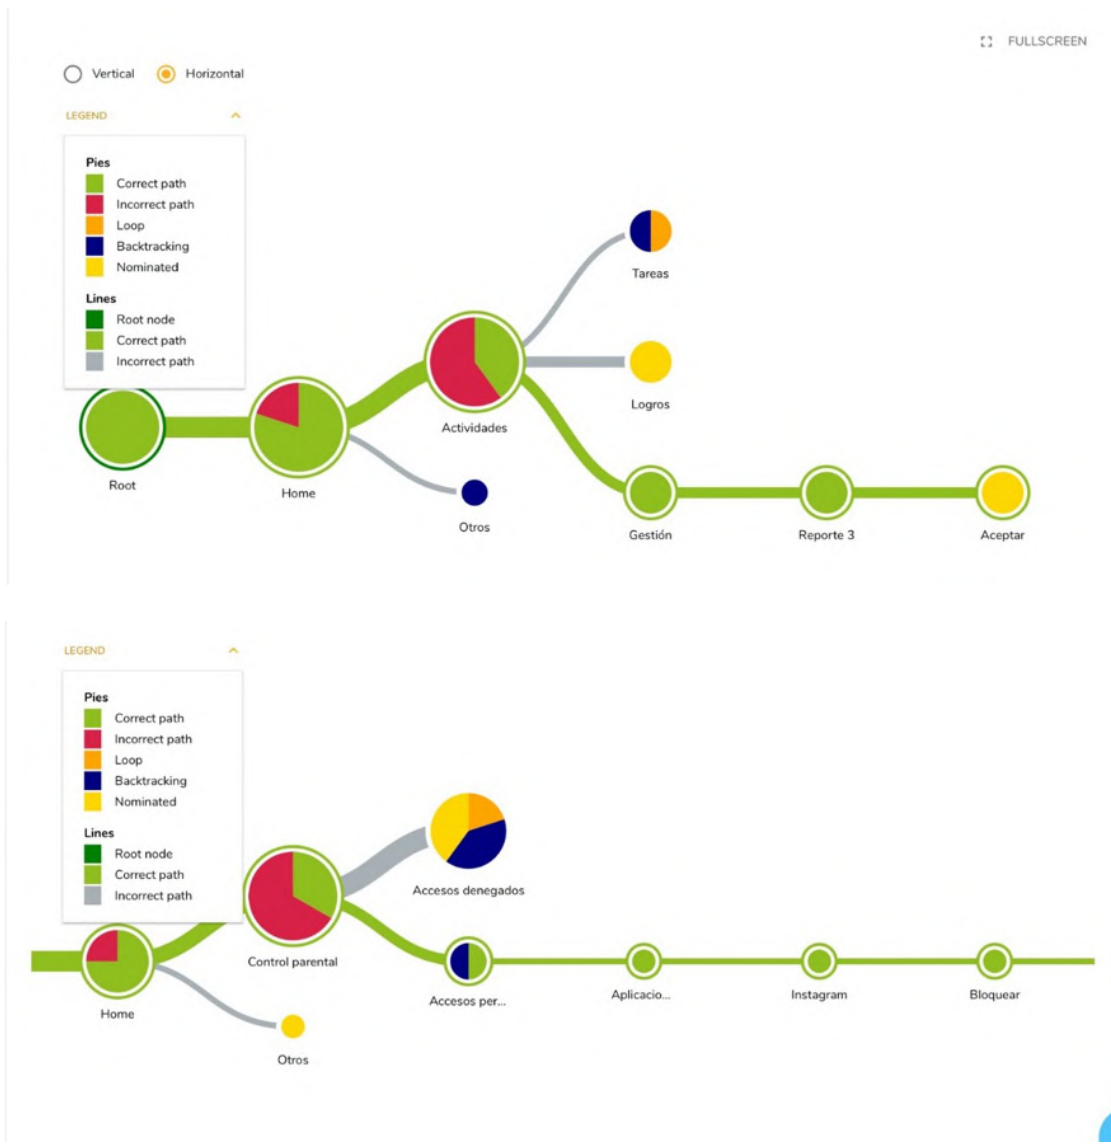 FULLSCREEN
Vertical Horizontal
LEGEND
Pies
Correct path
Incorrect path
Loop
Backtracking
Nominated
Lines
Root node
Correct path
Incorrect path
Tareas
Logros
Actividades
Root
Home
Otros
Gestión
Reporte 3
Aceptar
LEGEND
Pies
Correct path
Incorrect path
Loop
Backtracking
Nominated
Lines
Root node
Correct path
Incorrect path
Accesos denegados
Control parental
Home
Accesos per...
Aplicacio...
Instagram
Bloquear
Otros